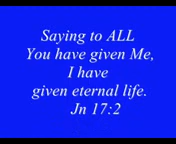 Saying to ALL
You have given Me,
I have
given eternal life.
Jn 17:2